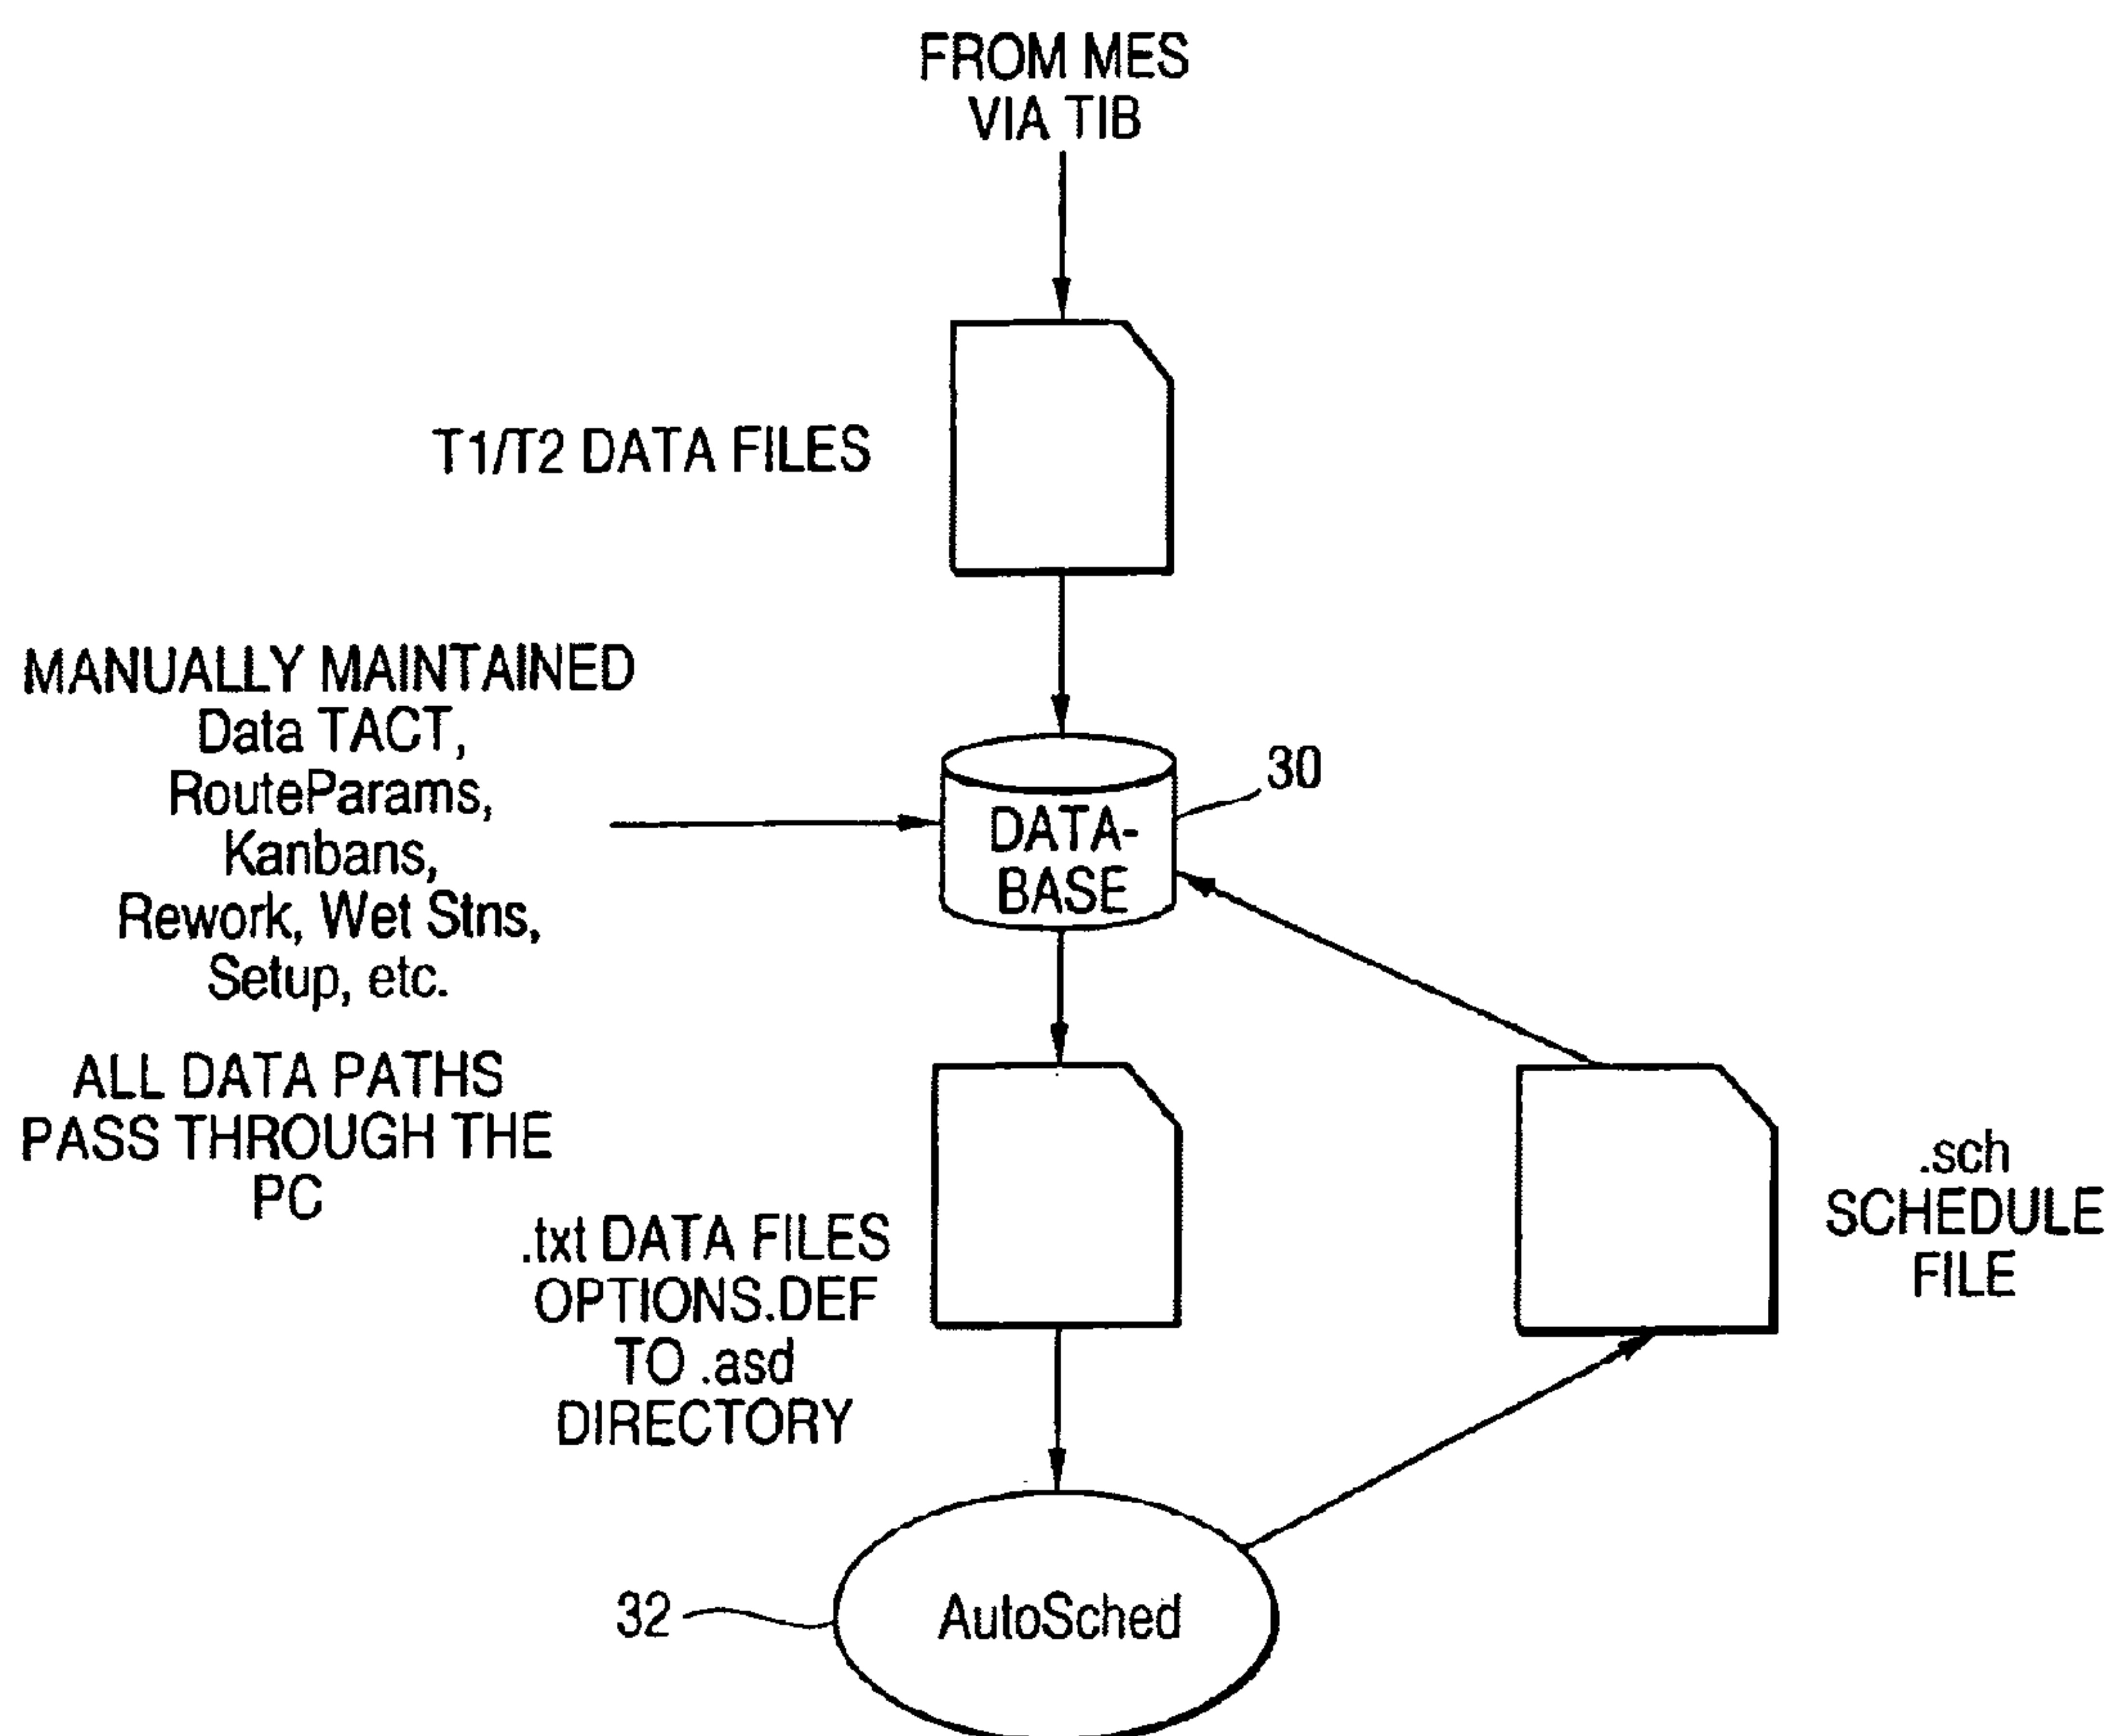 FROM MES
VIA TIB
T1/T2 DATA FILES
MANUALLY MAINTAINED
Data TACT,
RouteParams,
Kanbans,
Rework, Wet Stns,
Setup, etc.
30
DATA-
BASE
ALL DATA PATHS
PASS THROUGH THE
PC
.txt DATA FILES
OPTIONS.DEF
TO .asd
DIRECTORY
.sch
SCHEDULE
FILE
32
AutoSched